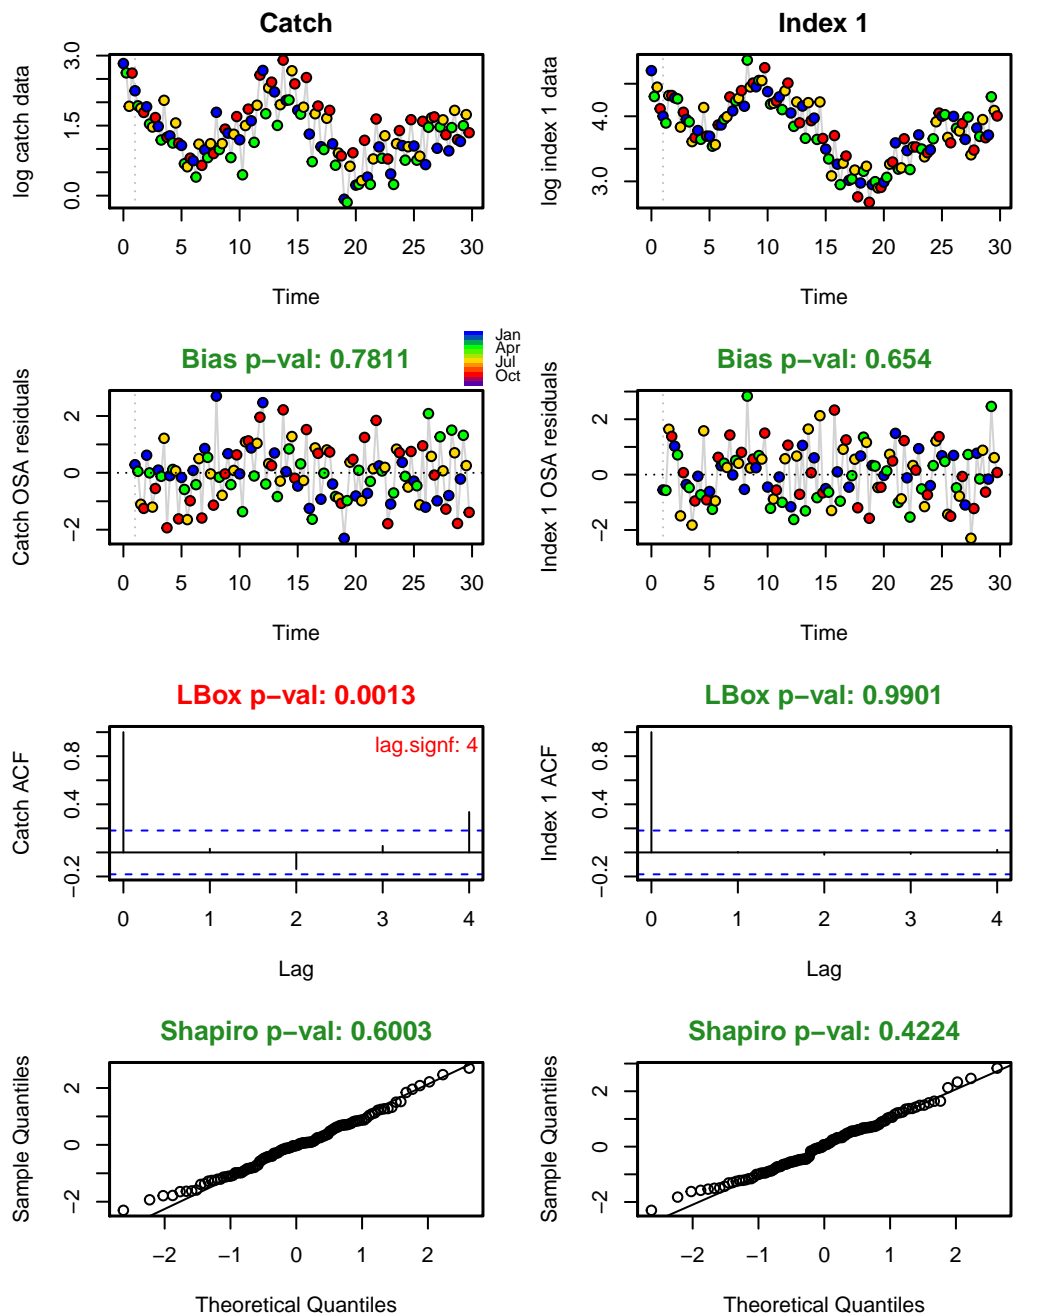 Catch
Index 1
log catch data
0.0 1.5 3.0
0 5 10 15 20 25 30
Time
log index 1 data
3.0 4.0
0 5 10 15 20 25 30
Time
Jan
Apr
Jul
Oct
Bias p−val: 0.7811
Catch OSA residuals
−2 0 2
0 5 10 15 20 25 30
Time
Bias p−val: 0.654
Index 1 OSA residuals
−2 0 2
0 5 10 15 20 25 30
Time
LBox p−val: 0.0013
lag.signf: 4
Catch ACF
−0.2 0.4 0.8
0 1 2 3 4
Lag
LBox p−val: 0.9901
Index 1 ACF
−0.2 0.4 0.8
0 1 2 3 4
Lag
Shapiro p−val: 0.6003
Sample Quantiles
−2 0 2
−2 −1 0 1 2
Theoretical Quantiles
Shapiro p−val: 0.4224
Sample Quantiles
−2 0 2
−2 −1 0 1 2
Theoretical Quantiles